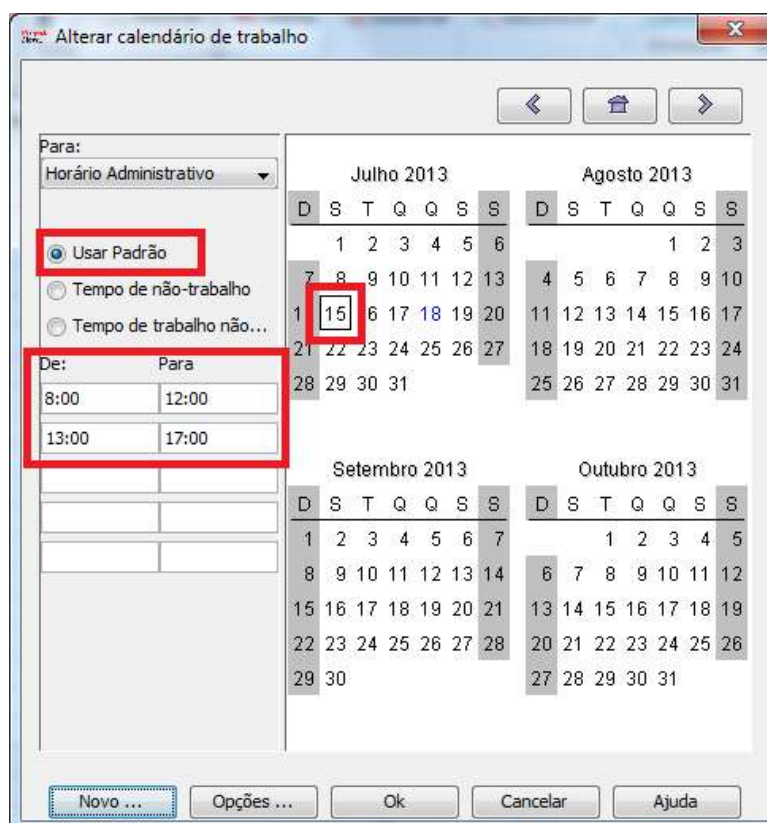 Alterar calendário de trabalho
Para:
Horário Administrativo
Usar Padrão
Tempo de não-trabalho
Tempo de trabalho não...
De: Para
8:00 12:00
13:00 17:00
Julho 2013
D S T Q Q S S
1 2 3 4 5 6
7 8 9 10 11 12 13
1 15 6 17 18 19 20
21 22 23 24 25 26 27
28 29 30 31
Agosto 2013
D S T Q Q S S
1 2 3
4 5 6 7 8 9 10
11 12 13 14 15 16 17
18 19 20 21 22 23 24
25 26 27 28 29 30 31
Setembro 2013
D S T Q Q S S
1 2 3 4 5 6 7
8 9 10 11 12 13 14
15 16 17 18 19 20 21
22 23 24 25 26 27 28
29 30
Outubro 2013
D S T Q Q S S
1 2 3 4 5
6 7 8 9 10 11 12
13 14 15 16 17 18 19
20 21 22 23 24 25 26
27 28 29 30 31
Novo ... Opções ... Ok Cancelar Ajuda